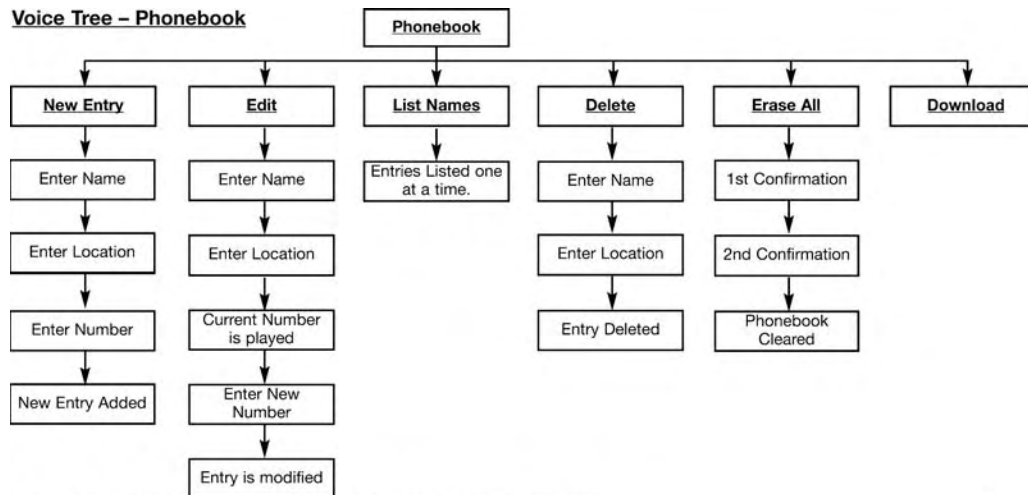 Voice Tree – Phonebook
Phonebook
New Entry
Edit
List Names
Delete
Erase All
Download
Enter Name
Enter Name
Entries Listed one
at a time.
Enter Name
1st Confirmation
Enter Location
Enter Location
Enter Location
2nd Confirmation
Enter Number
Current Number
is played
Entry Deleted
Phonebook
Cleared
New Entry Added
Enter New
Number
Entry is modified